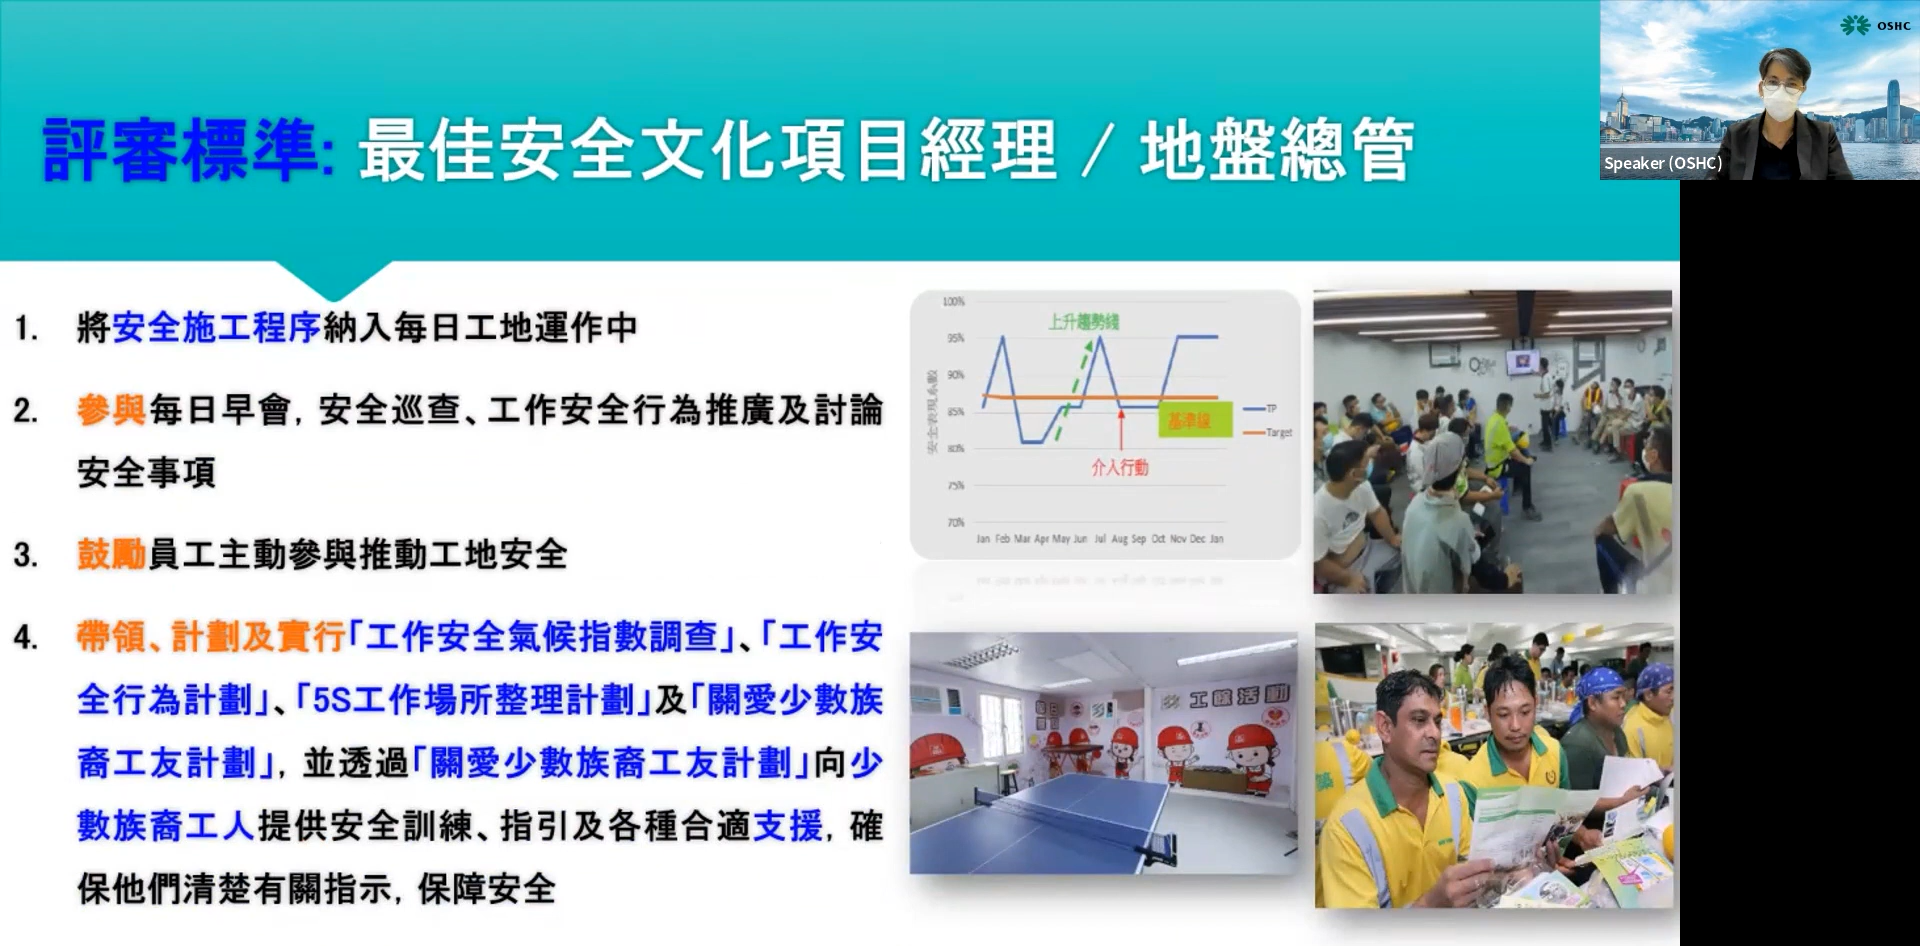 評審標準: 最佳安全文化項目經理 / 地盤總管
OSHC
Speaker (OSHC)
1. 將安全施工程序納入每日工地運作中
2. 參與每日早會, 安全巡查、工作安全行為推廣及討論
安全事項
3. 鼓勵員工主動參與推動工地安全
4. 帶領、計劃及實行「工作安全氣候指數調查」、「工作安
全行為計劃」、「5S工作場所整理計劃」及「關愛少數族
裔工友計劃」, 並透過「關愛少數族裔工友計劃」向少
數族裔工人提供安全訓練、指引及各種合適支援, 確
保他們清楚有關指示, 保障安全
100%
95%
90%
85%
80%
75%
70%
上升趨勢綫
基準線
介入行動
TP
Target
Jan Feb Mar Apr May Jun Jul Aug Sep Oct Nov Dec Jan
工餘活動